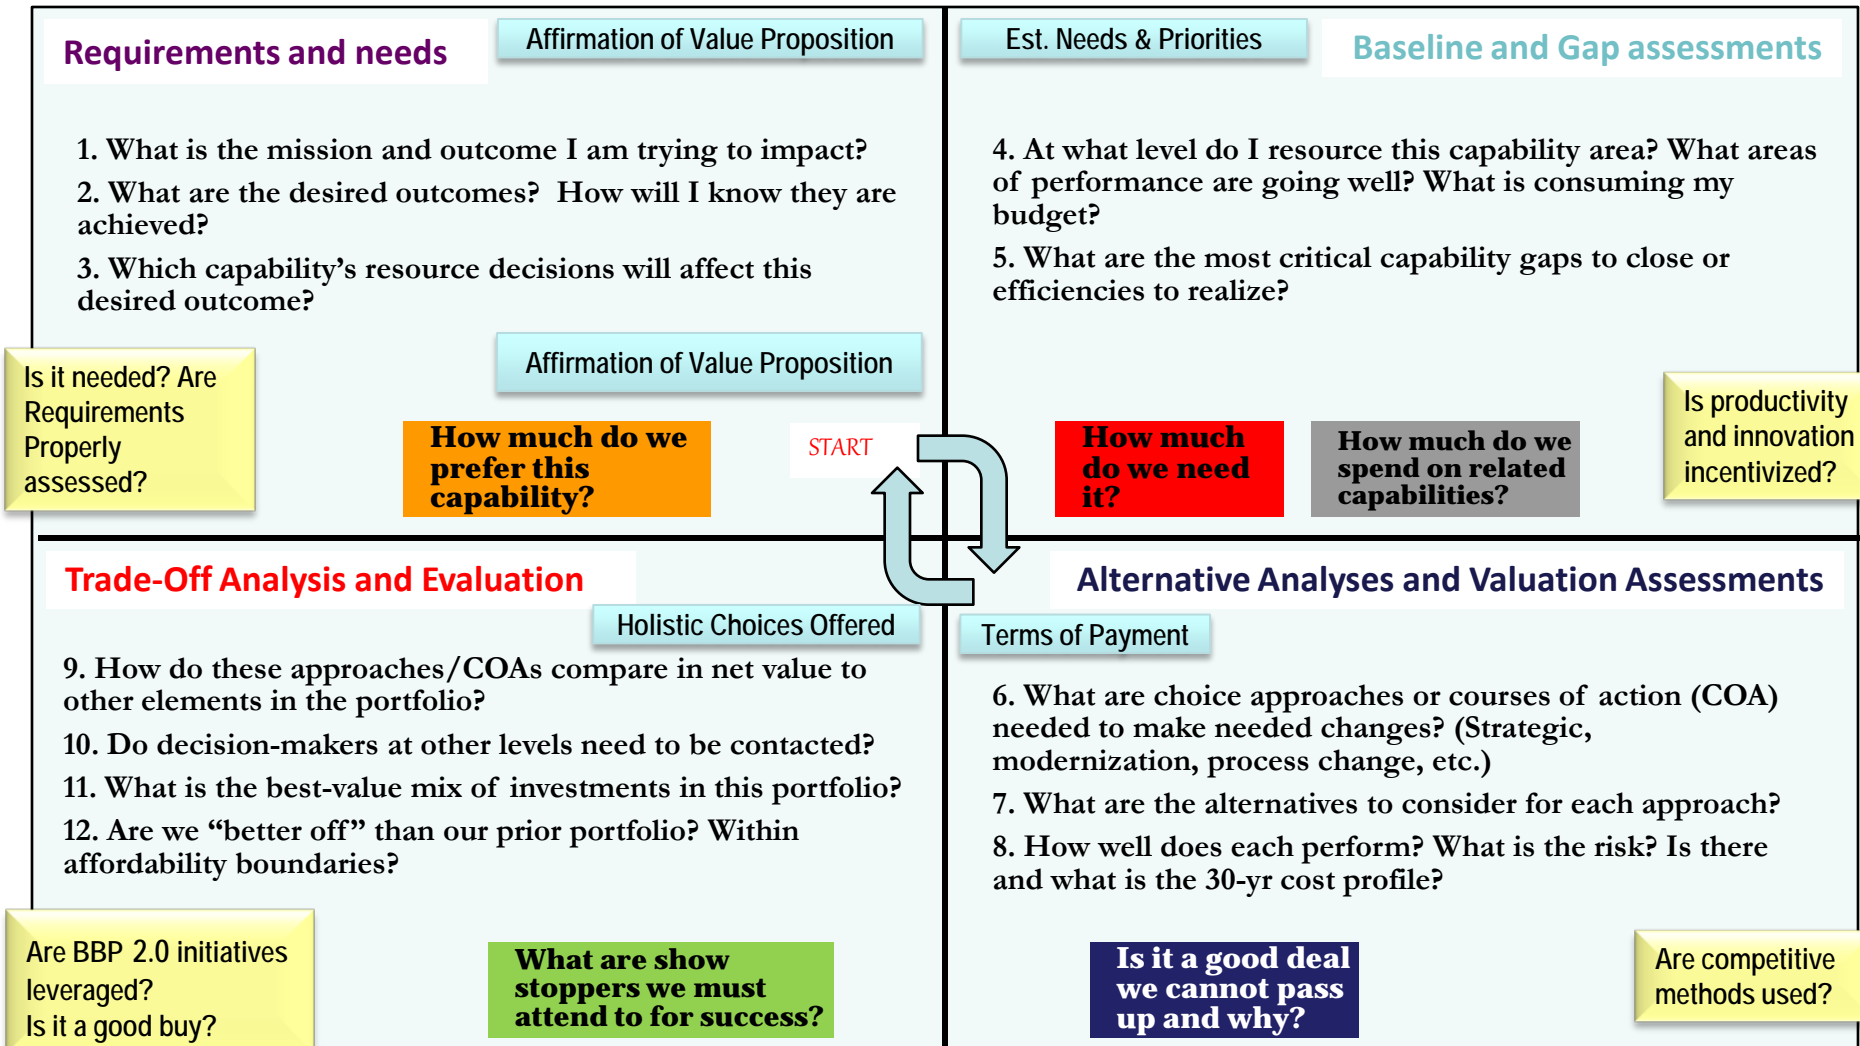 Requirements and needs
Affirmation of Value Proposition
1. What is the mission and outcome I am trying to impact?
2. What are the desired outcomes?  How will I know they are
achieved?
3. Which capability’s resource decisions will affect this
desired outcome?
Affirmation of Value Proposition
Is it needed? Are
Requirements
Properly
assessed?
How much do we
prefer this
capability?
START
Est. Needs & Priorities
Baseline and Gap assessments
4. At what level do I resource this capability area? What areas
of performance are going well? What is consuming my
budget?
5. What are the most critical capability gaps to close or
efficiencies to realize?
How much
do we need
it?
How much do we
spend on related
capabilities?
Is productivity
and innovation
incentivized?
Alternative Analyses and Valuation Assessments
Terms of Payment
6. What are choice approaches or courses of action (COA)
needed to make needed changes? (Strategic,
modernization, process change, etc.)
7. What are the alternatives to consider for each approach?
8. How well does each perform? What is the risk? Is there
and what is the 30-yr cost profile?
Is it a good deal
we cannot pass
up and why?
Are competitive
methods used?
Trade-Off Analysis and Evaluation
Holistic Choices Offered
9. How do these approaches/COAs compare in net value to
other elements in the portfolio?
10. Do decision-makers at other levels need to be contacted?
11. What is the best-value mix of investments in this portfolio?
12. Are we “better off” than our prior portfolio? Within
affordability boundaries?
Are BBP 2.0 initiatives
leveraged?
Is it a good buy?
What are show
stoppers we must
attend to for success?